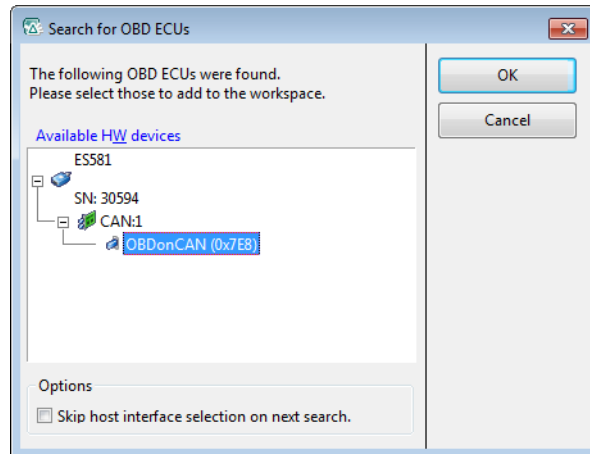 Search for OBD ECUs
The following OBD ECUs were found.
Please select those to add to the workspace.
OK
Cancel
Available HW devices
ES581
SN: 30594
CAN:1
OBDonCAN (0x7E8)
Options
Skip host interface selection on next search.